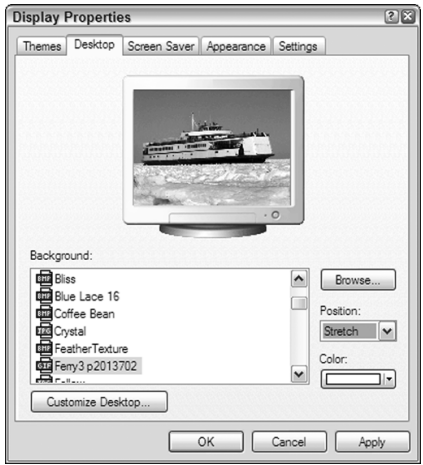 Display Properties
Themes Desktop Screen Saver Appearance Settings
Background:
Bliss
Blue Lace 16
Coffee Bean
Crystal
FeatherTexture
Ferry3 p2013702
Browse...
Position:
Stretch
Color:
Customize Desktop...
OK Cancel Apply